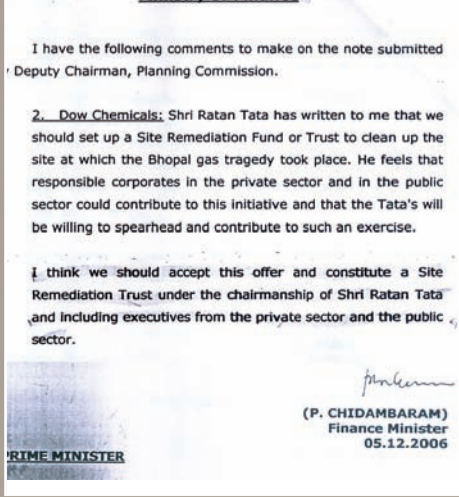 I have the following comments to make on the note submitted
Deputy Chairman, Planning Commission.
2. Dow Chemicals: Shri Ratan Tata has written to me that we
should set up a Site Remediation Fund or Trust to clean up the
site at which the Bhopal gas tragedy took place. He feels that
responsible corporates in the private sector and in the public
sector could contribute to this initiative and that the Tata's will
be willing to spearhead and contribute to such an exercise.
I think we should accept this offer and constitute a Site
Remediation Trust under the chairmanship of Shri Ratan Tata
and including executives from the private sector and the public
sector.
(P. CHIDAMBARAM)
Finance Minister
05.12.2006
RIME MINISTER